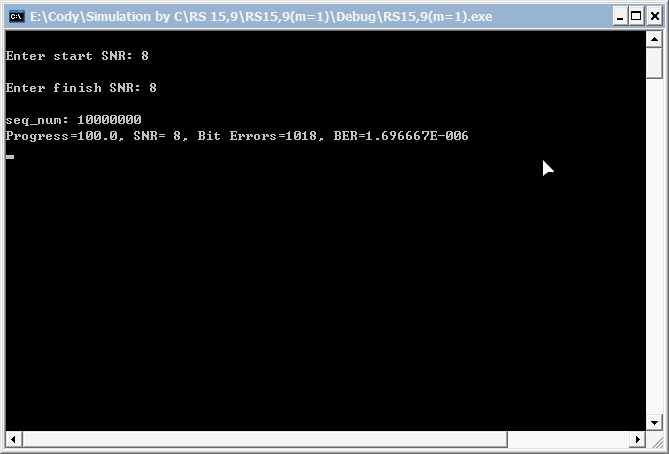 E:\Cody\Simulation by C\RS 15,9\RS15,9(m=1)\Debug\RS15,9(m=1).exe
Enter start SNR: 8
Enter finish SNR: 8
seq_num: 10000000
Progress=100.0, SNR= 8, Bit Errors=1018, BER=1.696667E-006